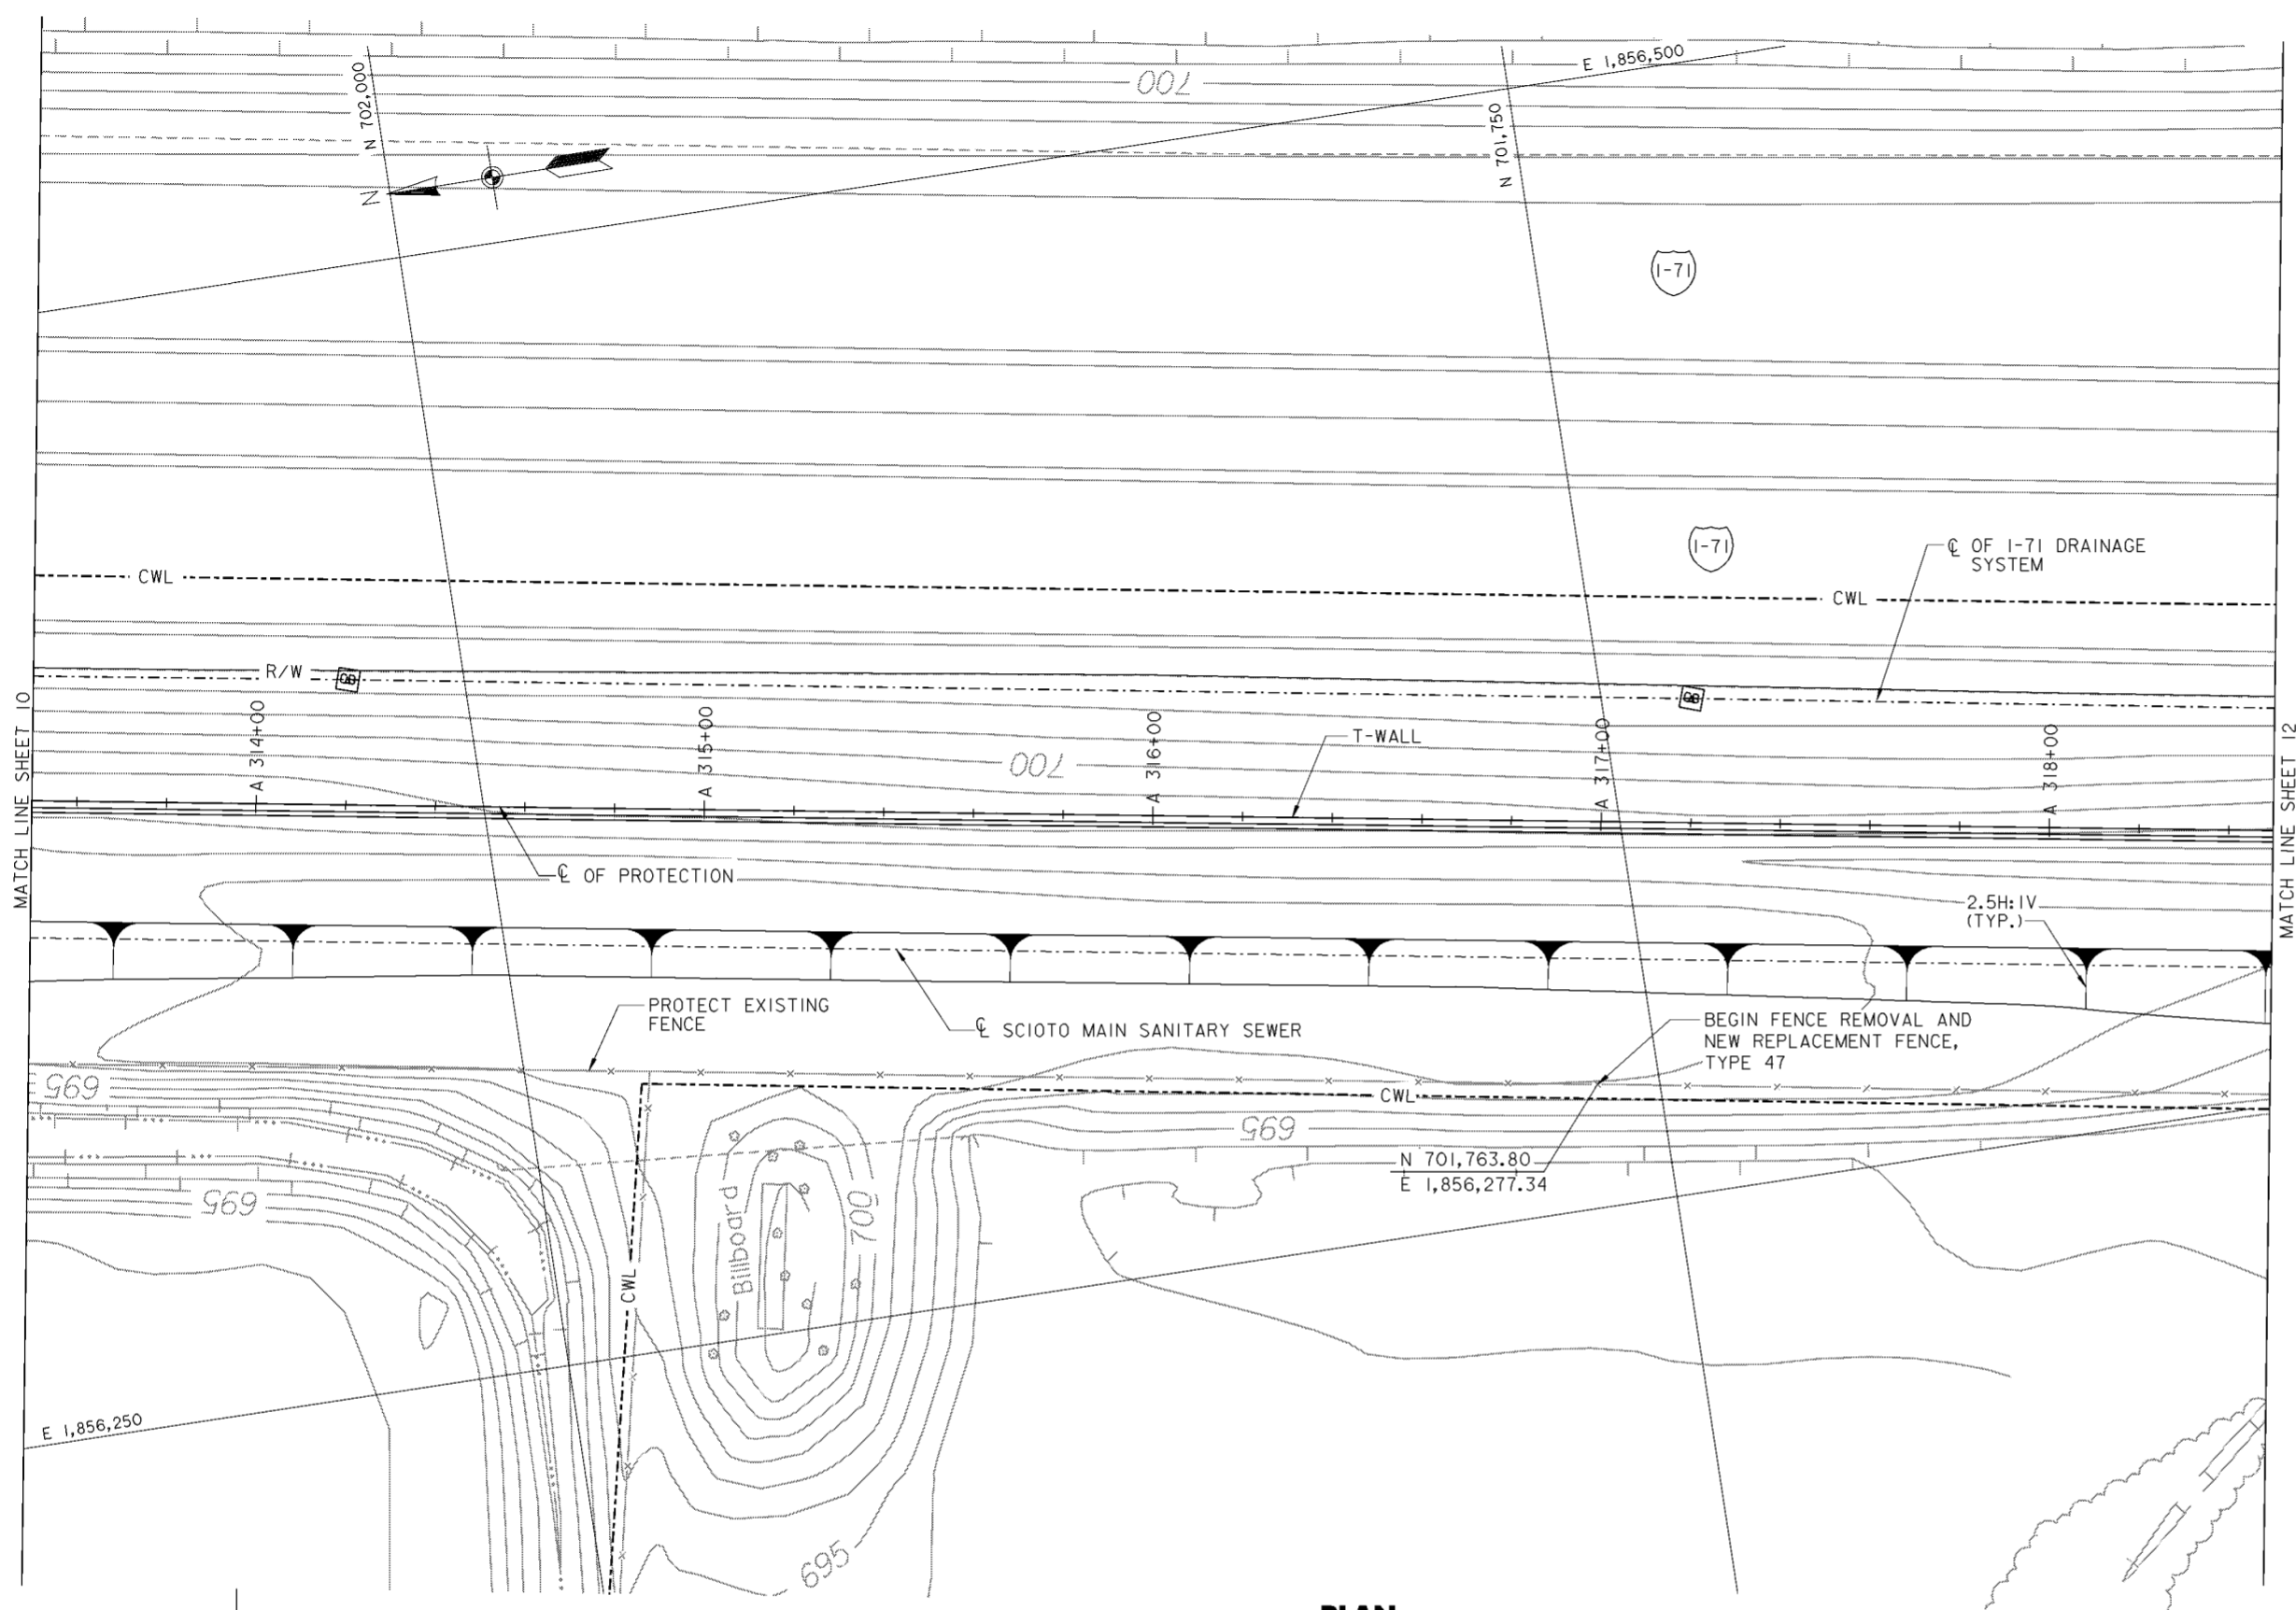 E 1,856,500
700
N 702,000
N 701,750
N
I-71
I-71
℄ OF I-71 DRAINAGE
SYSTEM
CWL
CWL
R/W
MATCH LINE SHEET 10
A 314+00
A 315+00
A 316+00
A 317+00
A 318+00
MATCH LINE SHEET 12
T-WALL
700
℄ OF PROTECTION
2.5H:1V
(TYP.)
PROTECT EXISTING
FENCE
℄ SCIOTO MAIN SANITARY SEWER
BEGIN FENCE REMOVAL AND
NEW REPLACEMENT FENCE,
TYPE 47
695
CWL
695
N 701,763.80
E 1,856,277.34
695
Billboard
700
CWL
E 1,856,250
695